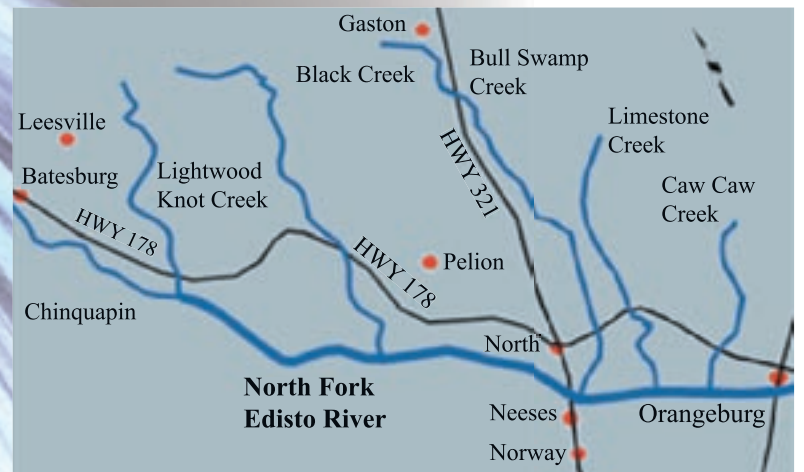 Gaston
Black Creek
Bull Swamp
Creek
Limestone
Creek
Leesville
Batesburg
Lightwood
Knot Creek
HWY 321
Caw Caw
Creek
HWY 178
HWY 178
Pelion
Chinquapin
North
North Fork
Edisto River
Neeses
Orangeburg
Norway